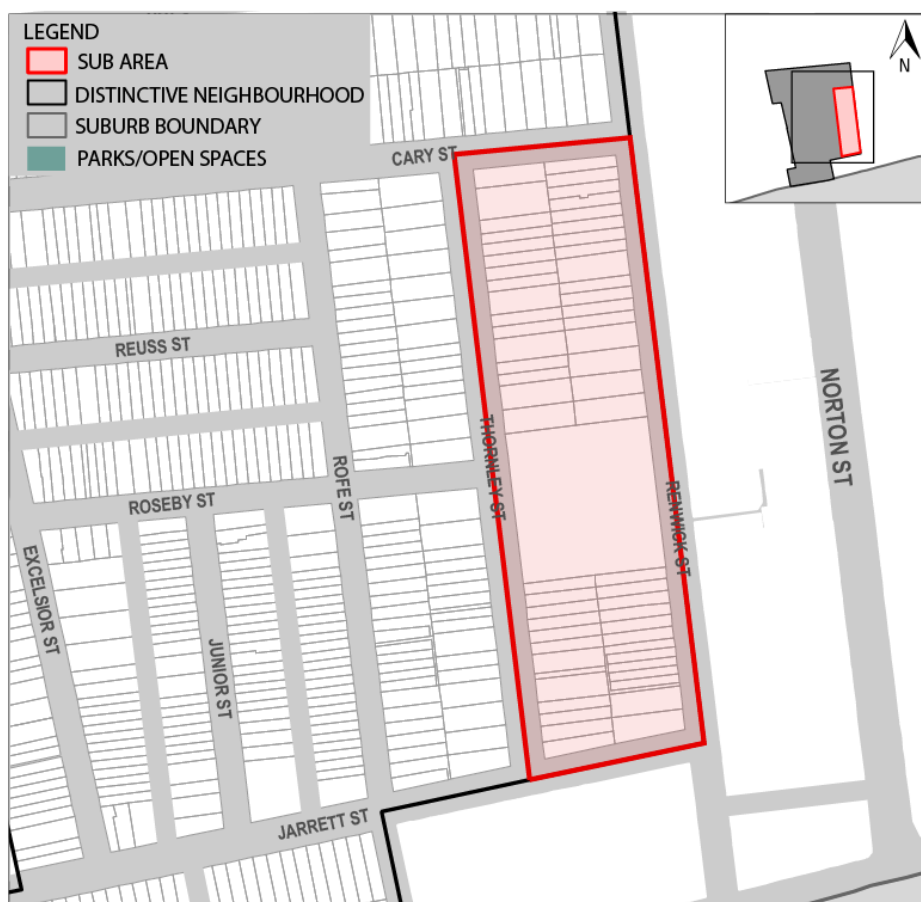 LEGEND
SUB AREA
DISTINCTIVE NEIGHBOURHOOD
SUBURB BOUNDARY
PARKS/OPEN SPACES
N
CARY ST
REUSS ST
NORTON ST
THORNLEY ST
ROFE ST
RENWICK ST
ROSEBY ST
EXCELSIOR ST
JUNIOR ST
JARRETT ST